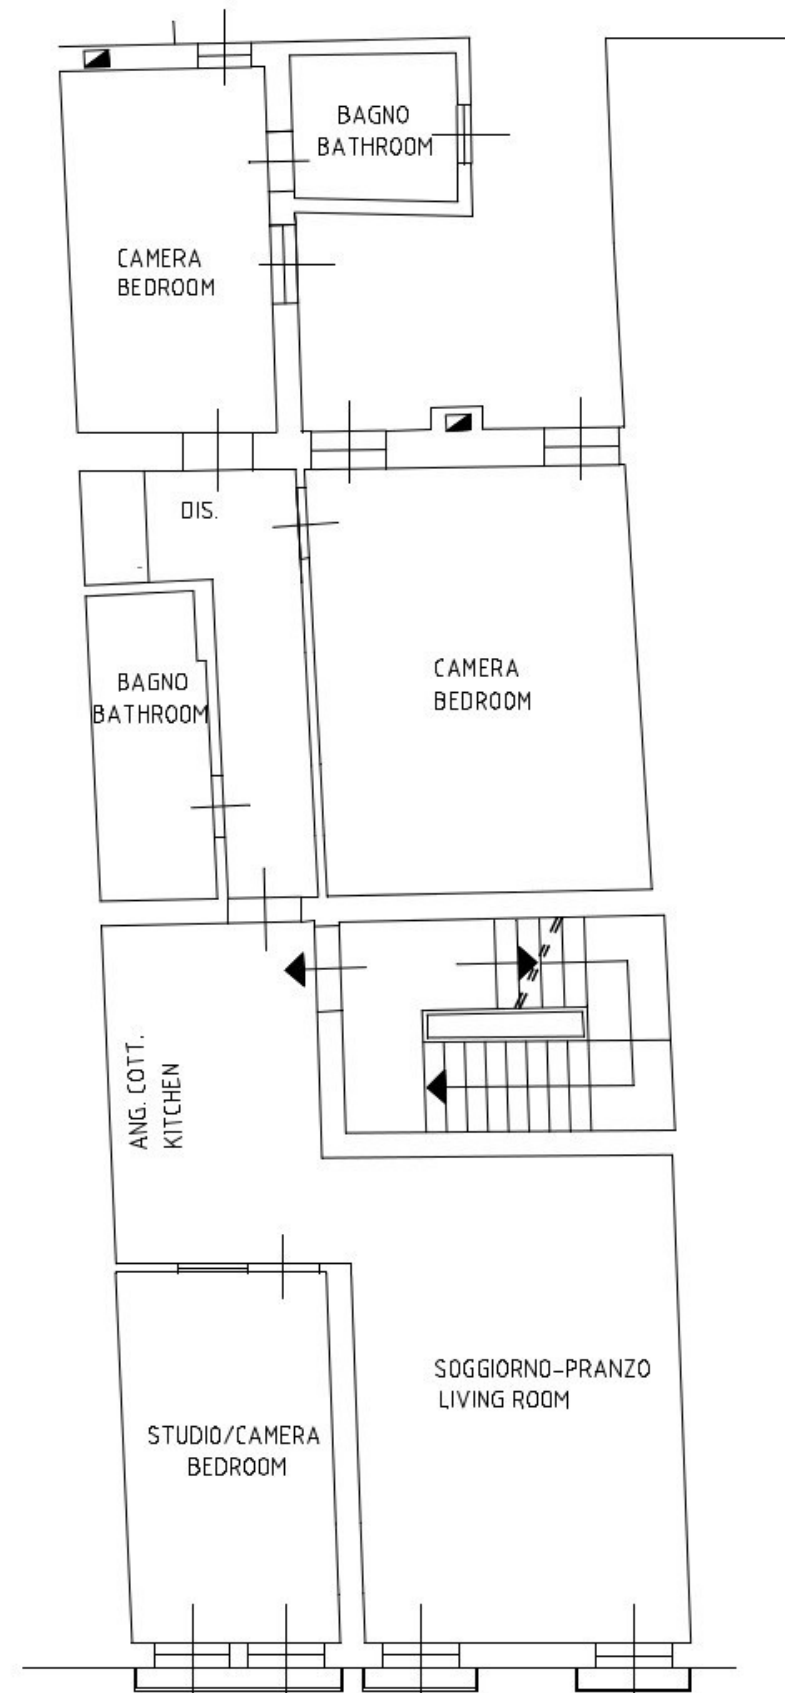 BAGNO
BATHROOM
CAMERA
BEDROOM
DIS.
CAMERA
BEDROOM
BAGNO
BATHROOM
ANG. COTT.
KITCHEN
SOGGIORNO-PRANZO
LIVING ROOM
STUDIO/CAMERA
BEDROOM